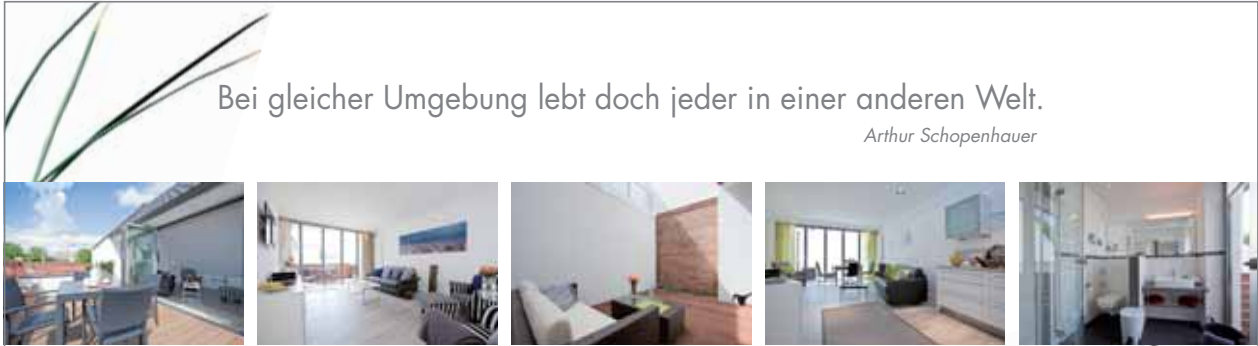 Bei gleicher Umgebung lebt doch jeder in einer anderen Welt.
Arthur Schopenhauer